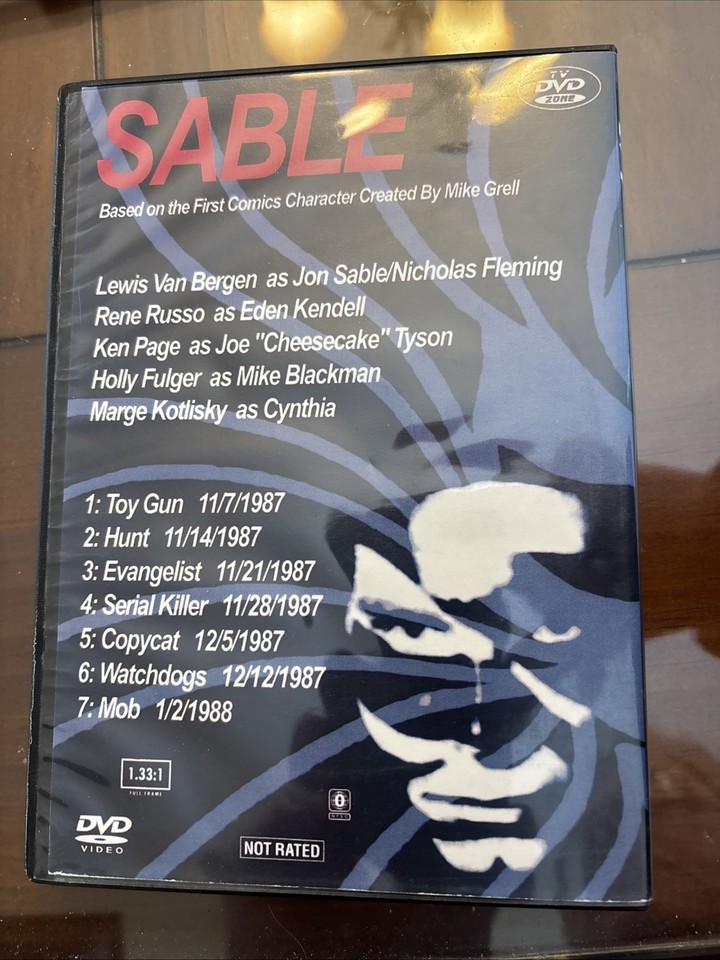 TV
DVD
ZONE
SABLE
Based on the First Comics Character Created By Mike Grell
Lewis Van Bergen as Jon Sable/Nicholas Fleming
Rene Russo as Eden Kendell
Ken Page as Joe "Cheesecake" Tyson
Holly Fulger as Mike Blackman
Marge Kotlisky as Cynthia
1: Toy Gun 11/7/1987
2: Hunt 11/14/1987
3: Evangelist 11/21/1987
4: Serial Killer 11/28/1987
5: Copycat 12/5/1987
6: Watchdogs 12/12/1987
7: Mob 1/2/1988
1.33:1
FULL FRAME
0
NTSC
DVD
VIDEO
NOT RATED